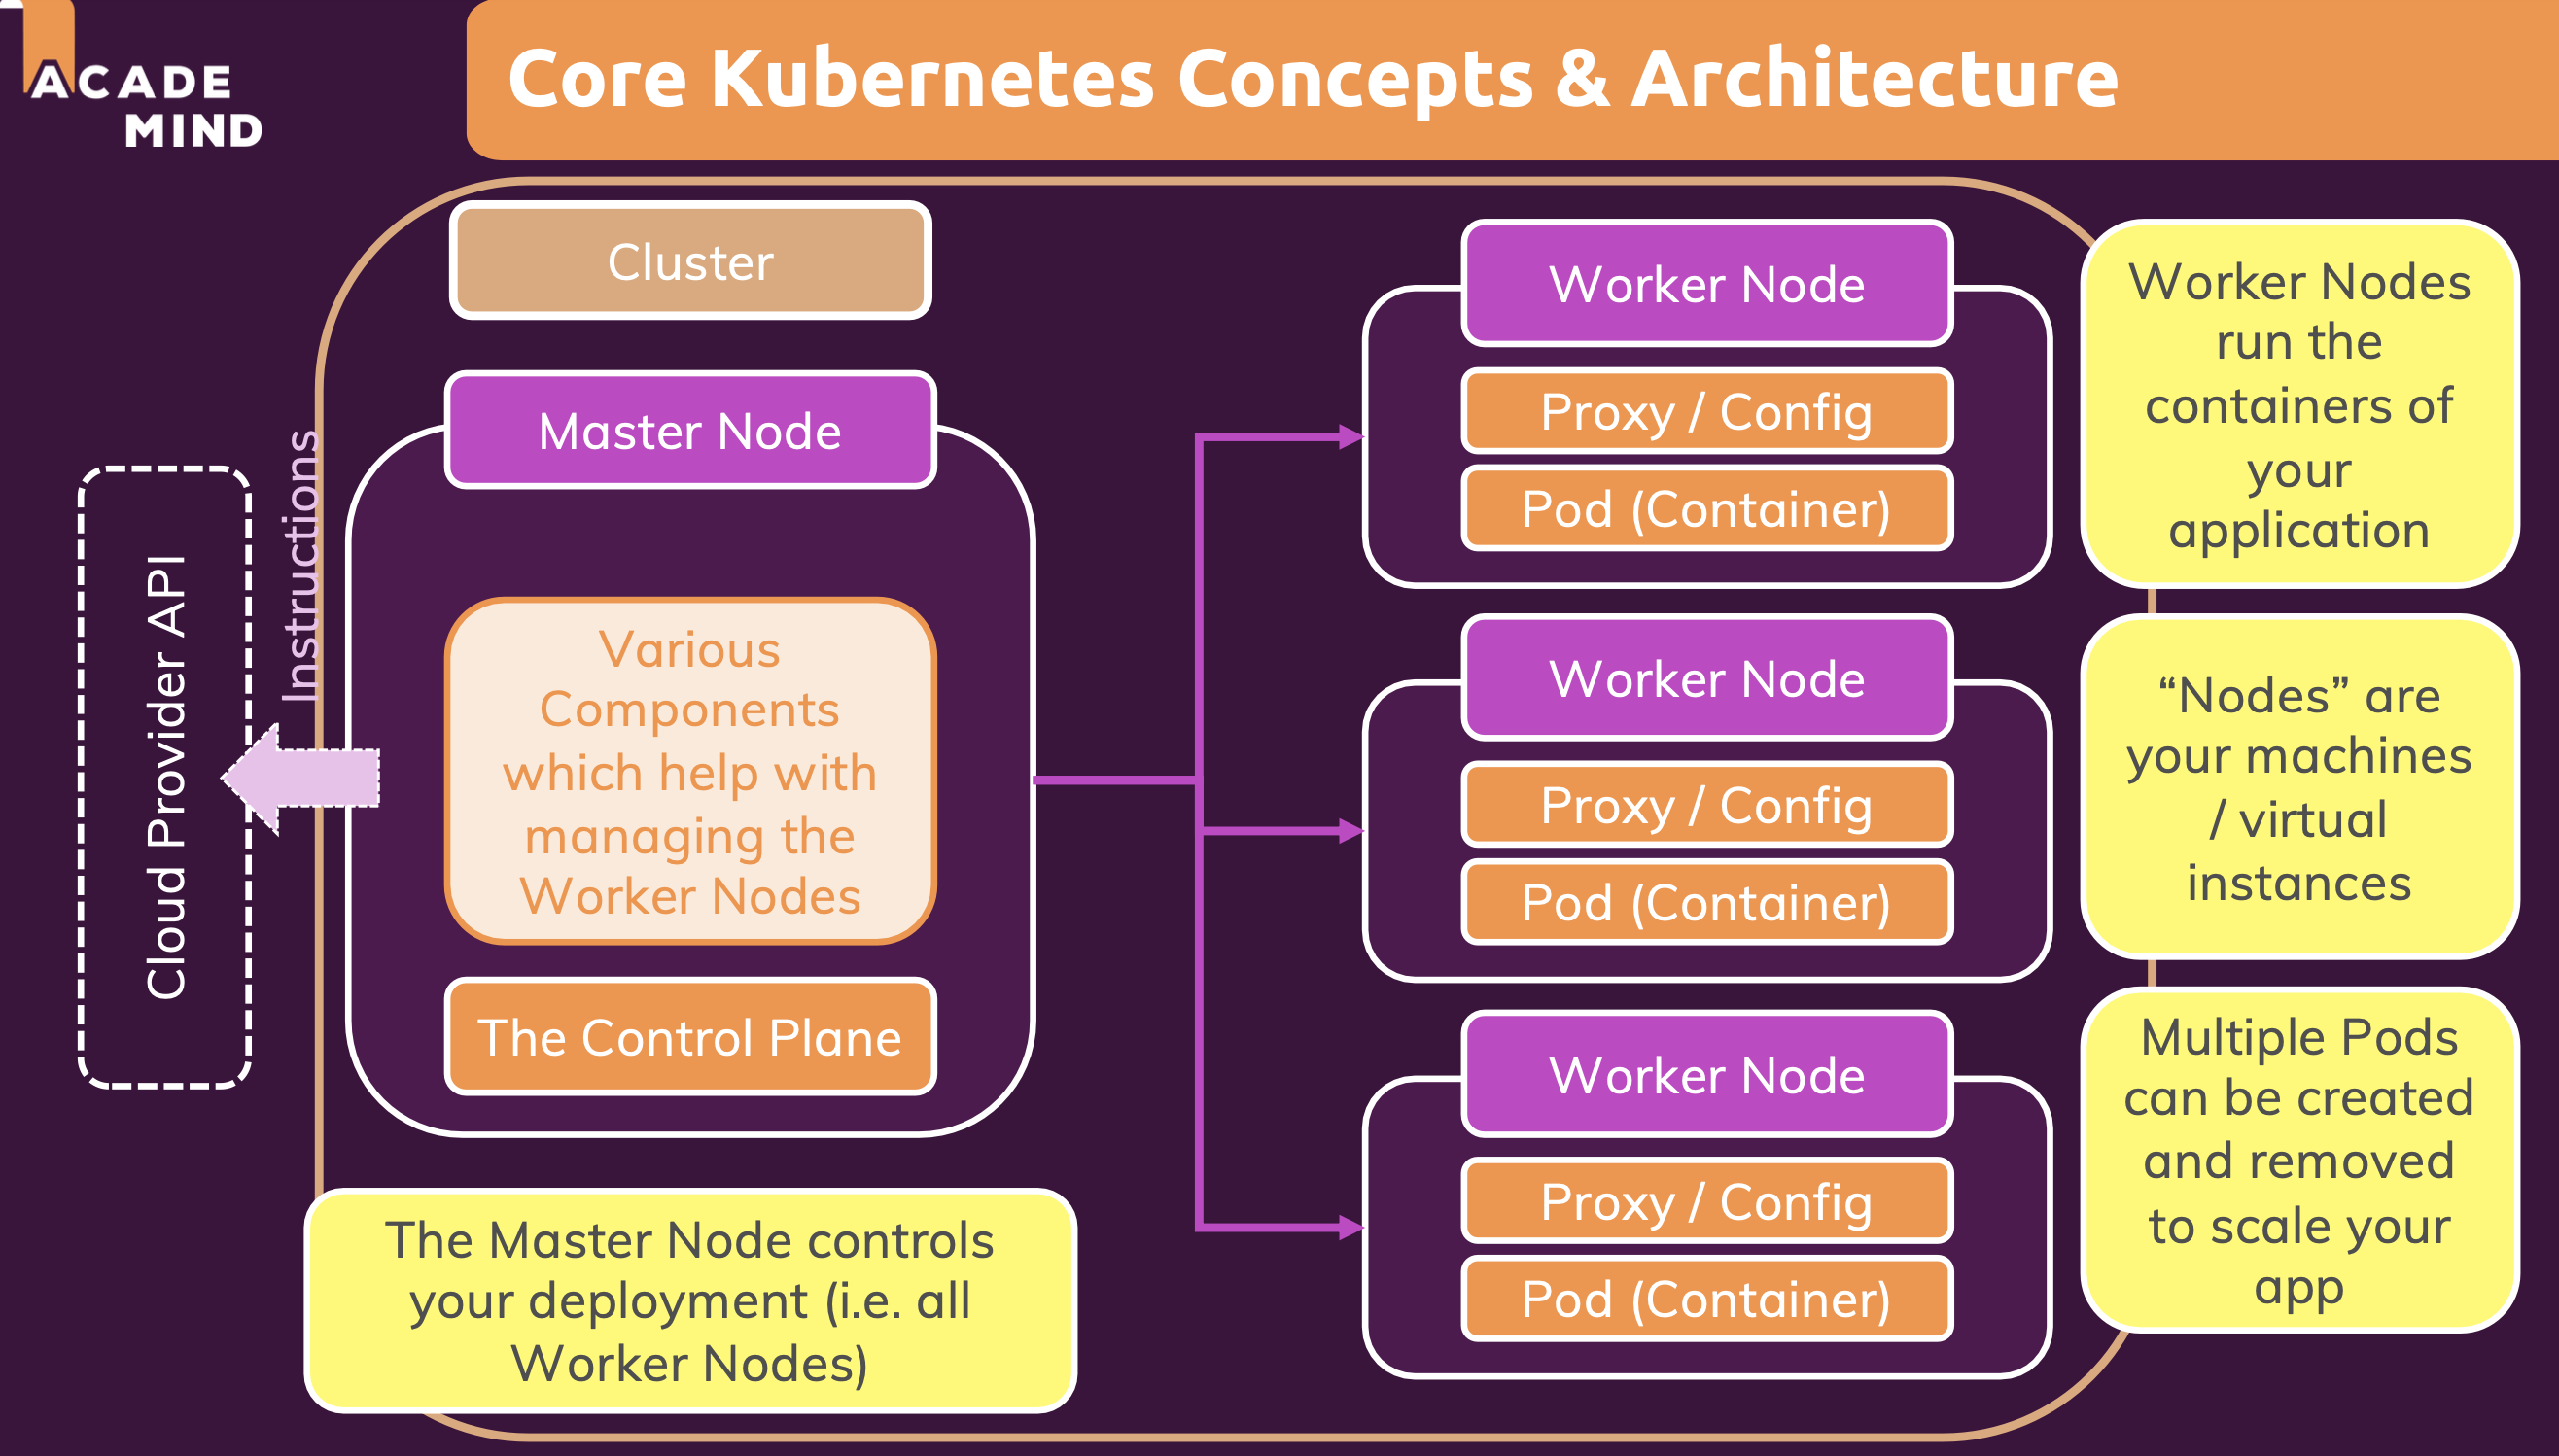 ACADE
MIND
Core Kubernetes Concepts & Architecture
Cluster
Master Node
Various
Components
which help with
managing the
Worker Nodes
The Control Plane
The Master Node controls
your deployment (i.e. all
Worker Nodes)
Cloud Provider API
Instructions
Worker Node
Proxy / Config
Pod (Container)
Worker Node
Proxy / Config
Pod (Container)
Worker Node
Proxy / Config
Pod (Container)
Worker Nodes
run the
containers of
your
application
“Nodes” are
your machines
/ virtual
instances
Multiple Pods
can be created
and removed
to scale your
app